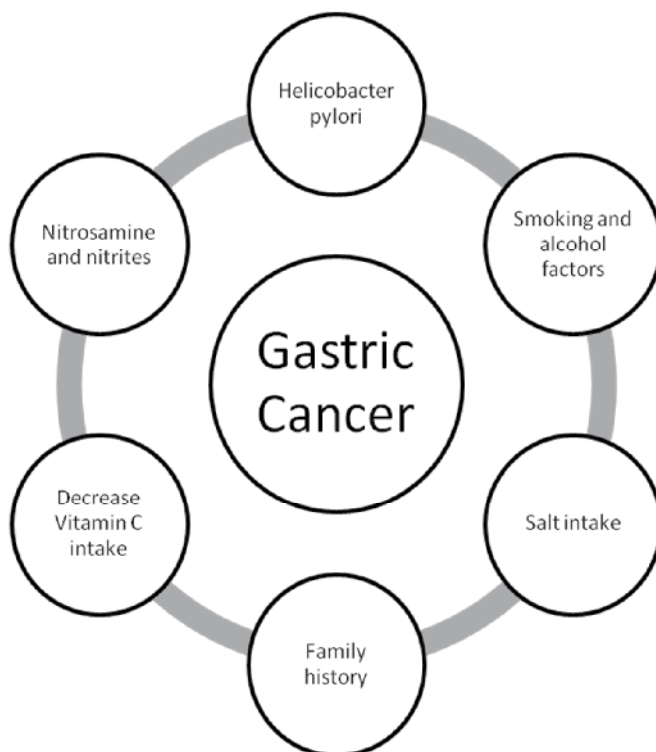 Helicobacter
pylori
Nitrosamine
and nitrites
Smoking and
alcohol
factors
Gastric
Cancer
Decrease
Vitamin C
intake
Salt intake
Family
history